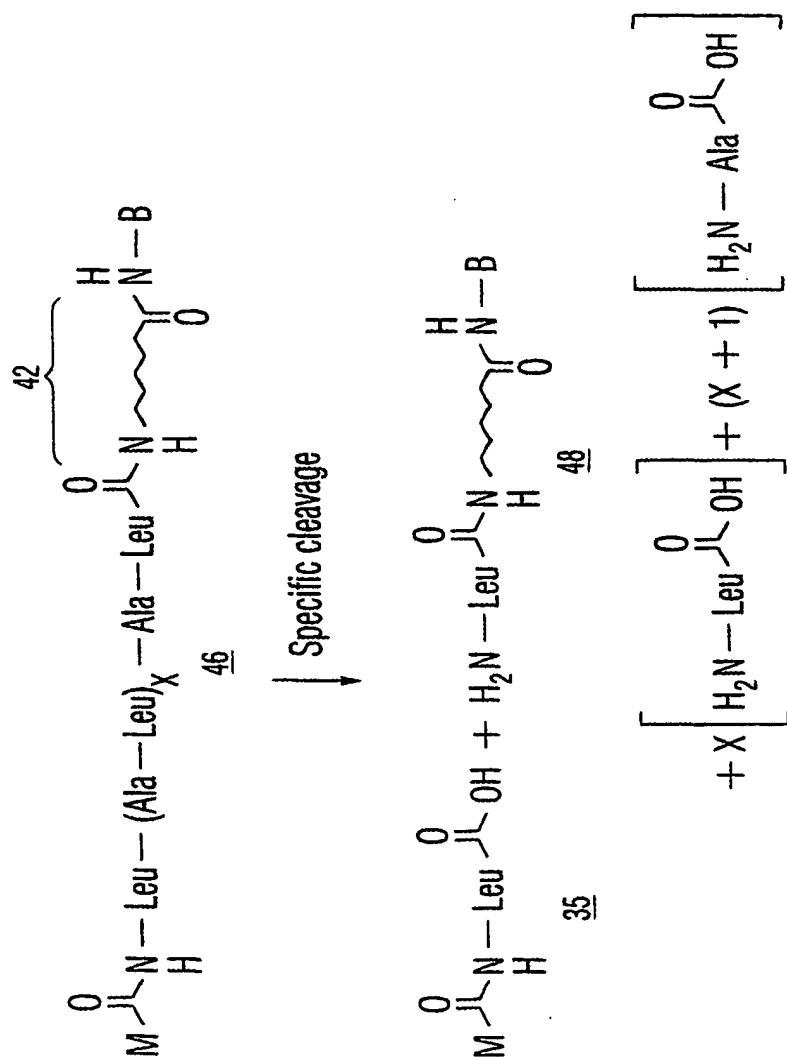 42
M O N H — Leu — (Ala — Leu)X — Ala — Leu O N H O H N — B
46
Specific cleavage
M O N H — Leu O OH + H2N — Leu O N H O H N — B
35
48
+ X [ H2N — Leu O OH ] + (X + 1) [ H2N — Ala O OH ]